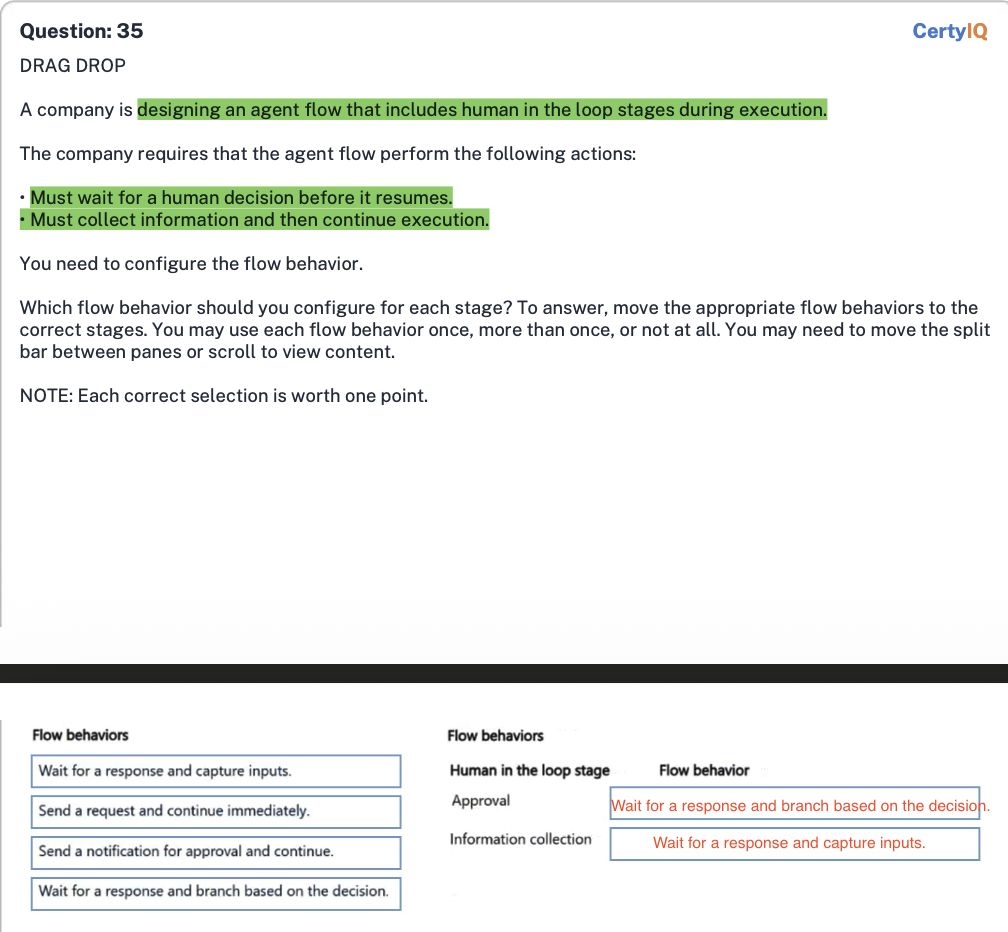 Question: 35
CertyIQ
DRAG DROP
A company is designing an agent flow that includes human in the loop stages during execution.
The company requires that the agent flow perform the following actions:
• Must wait for a human decision before it resumes.
• Must collect information and then continue execution.
You need to configure the flow behavior.
Which flow behavior should you configure for each stage? To answer, move the appropriate flow behaviors to the
correct stages. You may use each flow behavior once, more than once, or not at all. You may need to move the split
bar between panes or scroll to view content.
NOTE: Each correct selection is worth one point.
Flow behaviors
Wait for a response and capture inputs.
Send a request and continue immediately.
Send a notification for approval and continue.
Wait for a response and branch based on the decision.
Flow behaviors
Human in the loop stage Flow behavior
Approval Wait for a response and branch based on the decision.
Information collection Wait for a response and capture inputs.